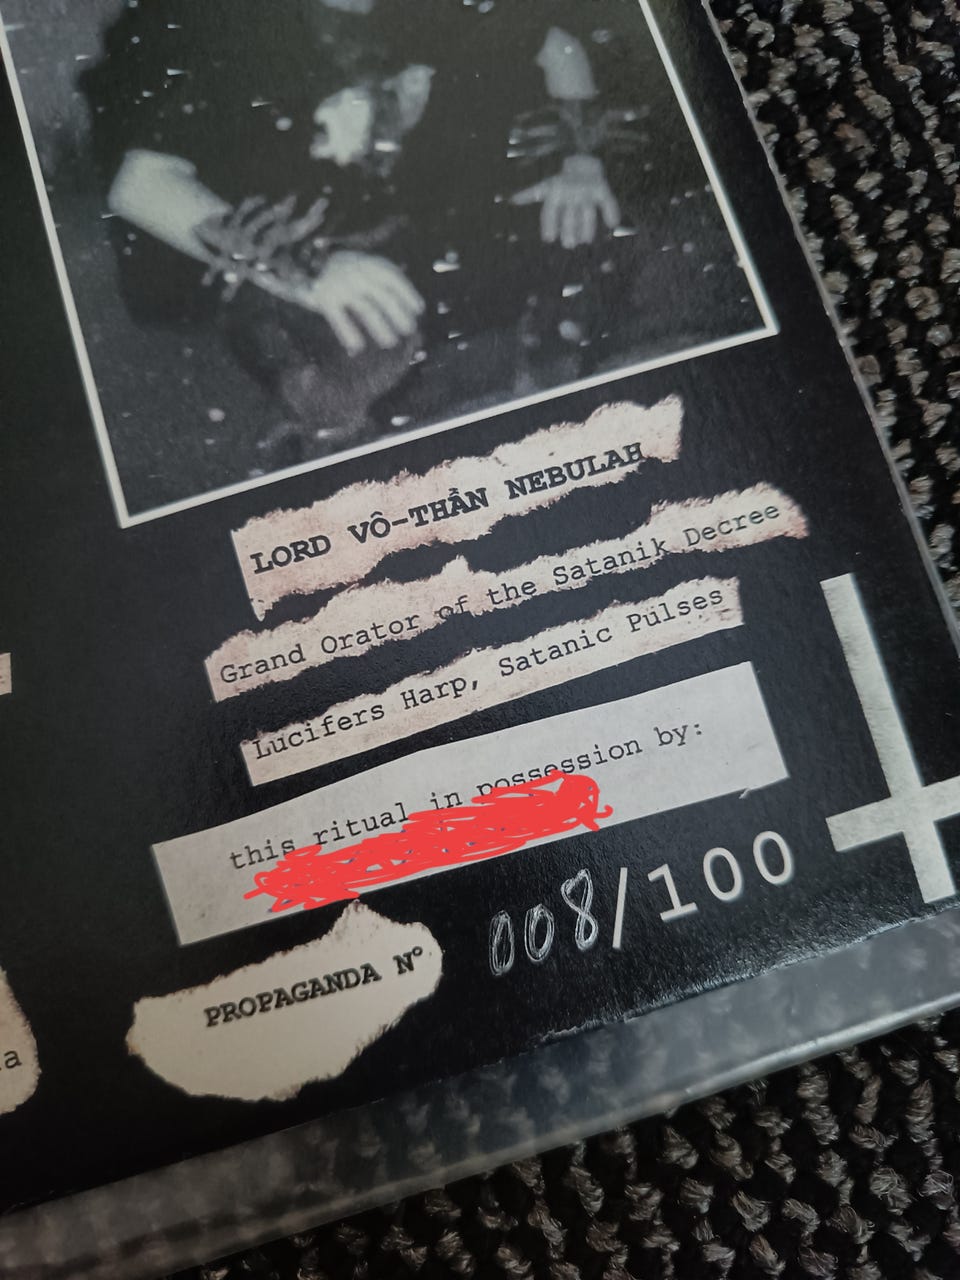 LORD VÔ-THẦN NEBULAH
Grand Orator of the Satanik Decree
Lucifers Harp, Satanic Pulses
this ritual in possession by:
PROPAGANDA Nº 008/100
a